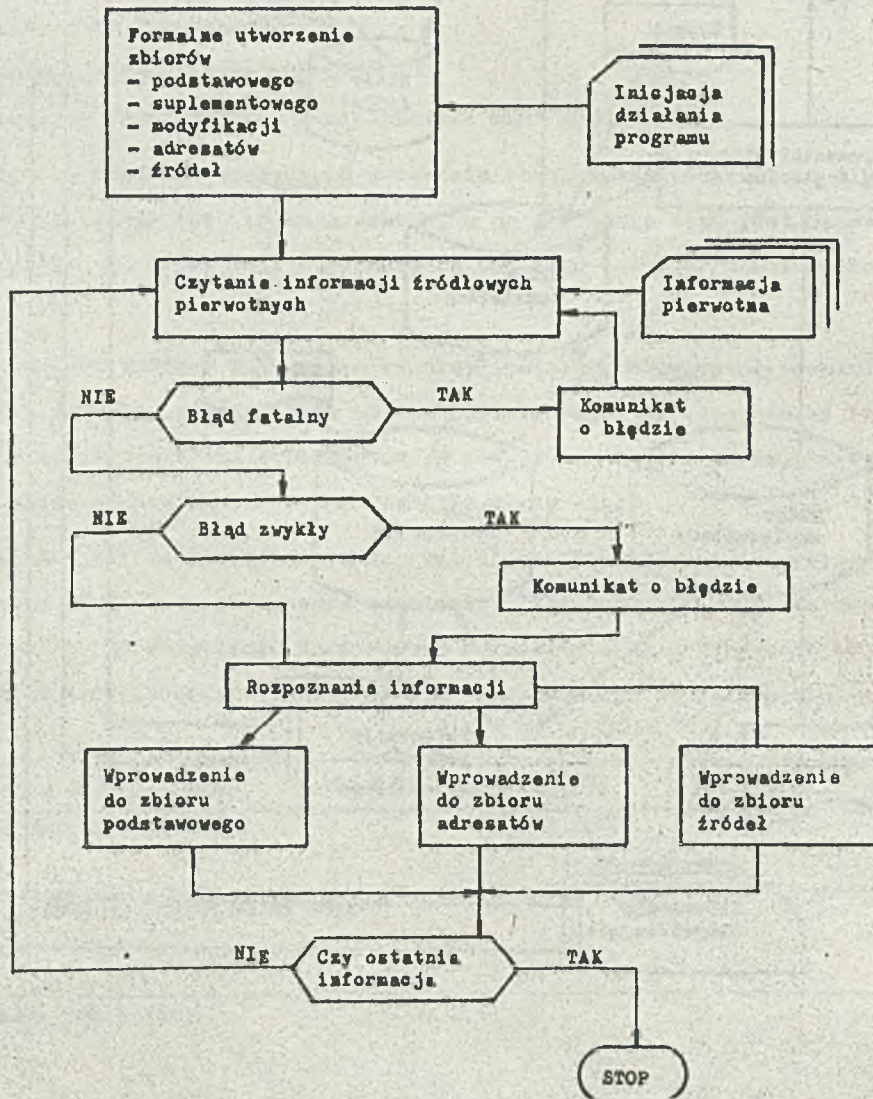 Formalne utworzenie
zbiorów
- podstawowego
- suplementowego
- modyfikacji
- adresatów
- źródeł
Inicjacja
działania
programu
Czytanie informacji źródłowych
pierwotnych
Informacja
pierwotna
NIE
Błąd fatalny
TAK
Komunikat
o błędzie
NIE
Błąd zwykły
TAK
Komunikat o błędzie
Rozpoznanie informacji
Wprowadzenie
do zbioru
podstawowego
Wprowadzenie
do zbioru
adresatów
Wprowadzenie
do zbioru
źródeł
NIE
Czy ostatnia
informacja
TAK
STOP